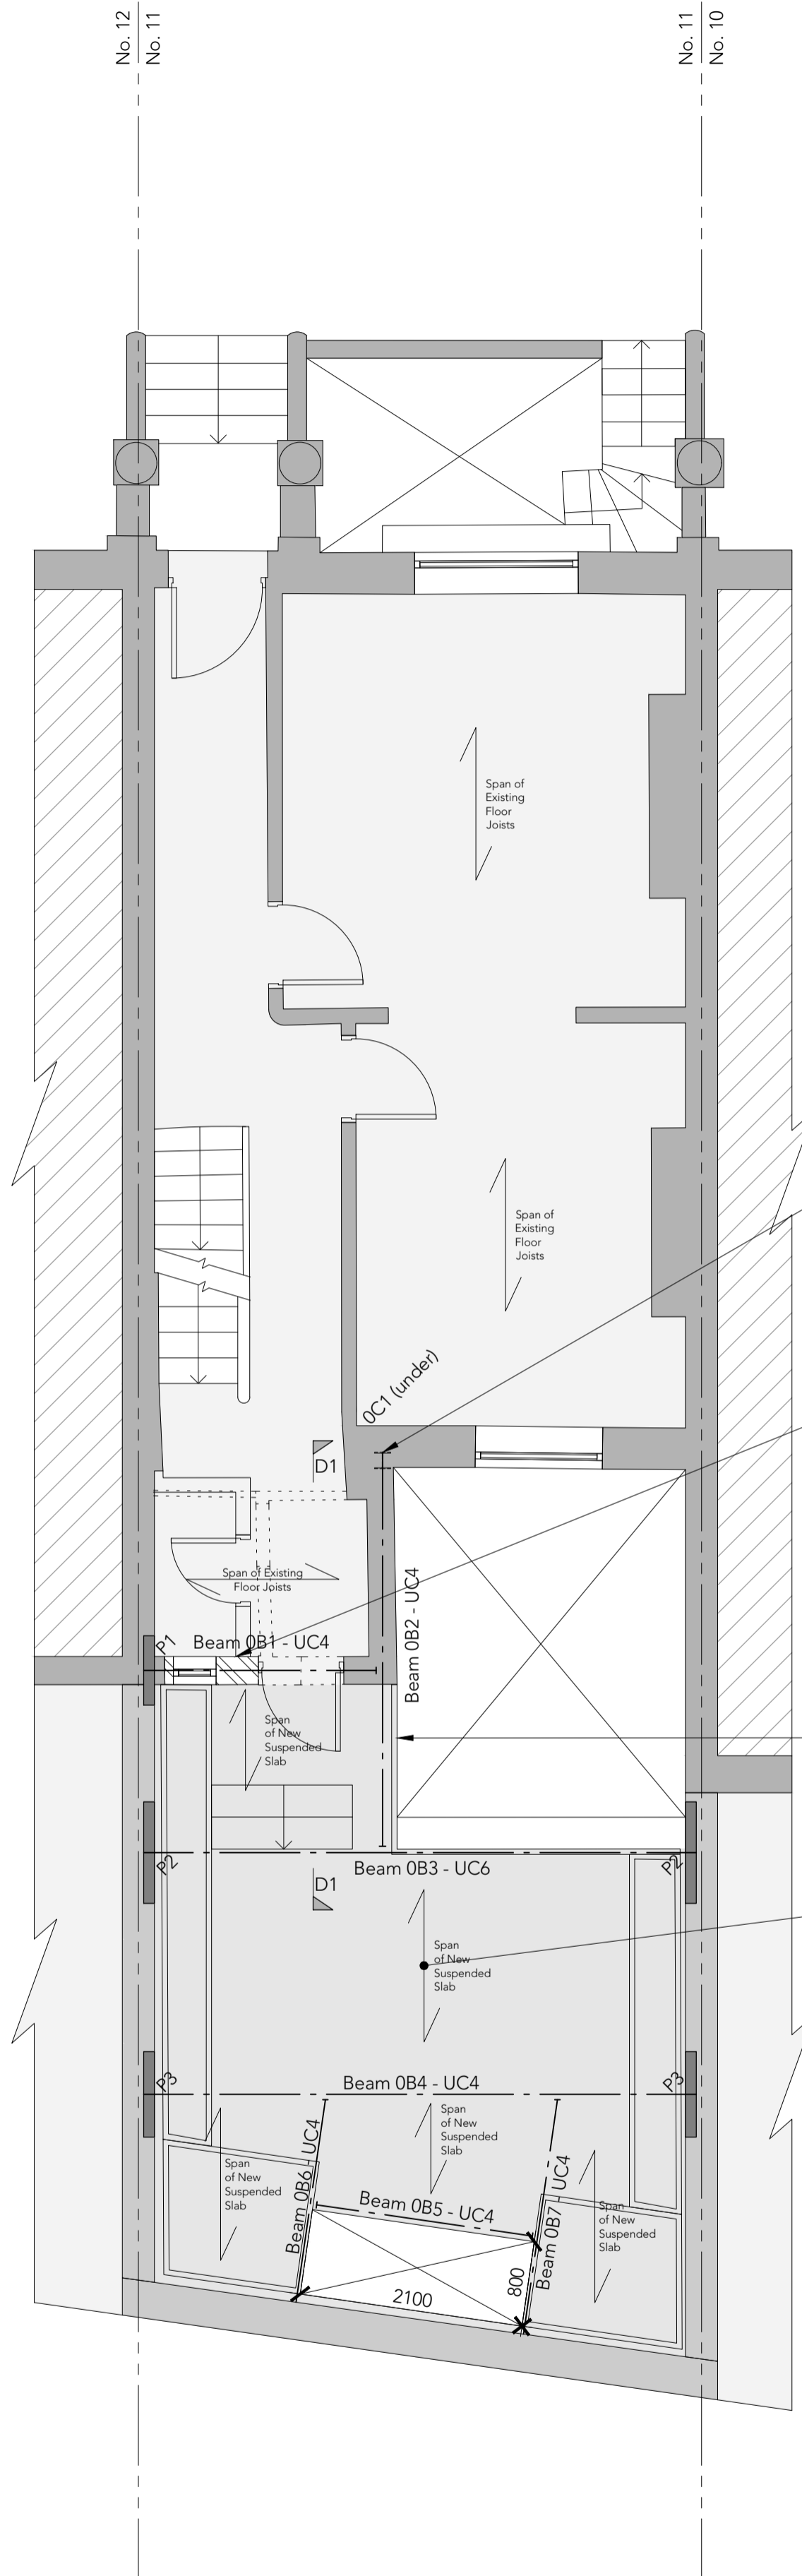 No. 12
No. 11
No. 11
No. 10
Span of
Existing
Floor
Joists
Span of
Existing
Floor
Joists
0C1 (under)
D1
Span of Existing
Floor Joists
Beam 0B2 - UC4
P1
Beam 0B1 - UC4
Span
of New
Suspended
Slab
P2
Beam 0B3 - UC6
P2
D1
Span
of New
Suspended
Slab
P3
Beam 0B4 - UC4
P3
Span
of New
Suspended
Slab
Span
of New
Suspended
Slab
Beam 0B6 - UC4
Beam 0B5 - UC4
Beam 0B7 - UC4
Span
of New
Suspended
Slab
800
2100